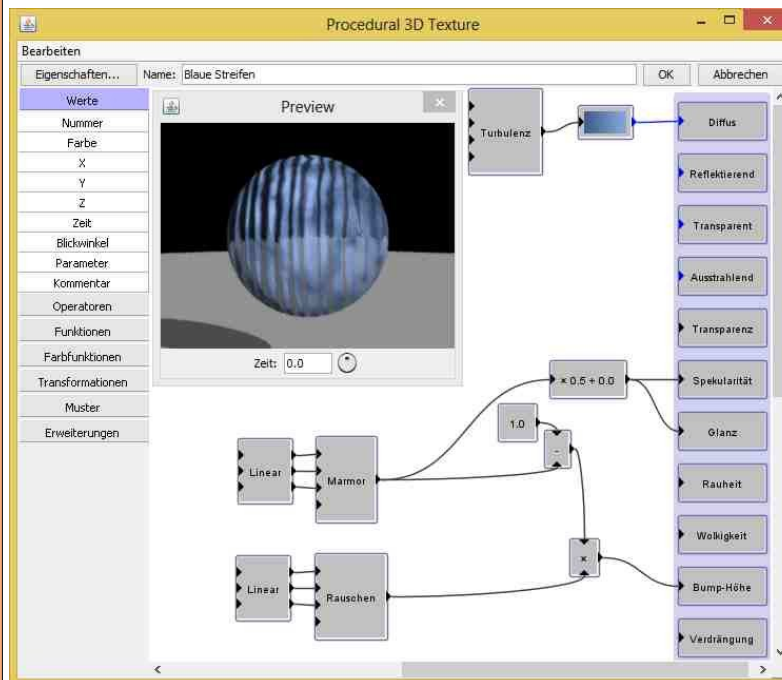 Procedural 3D Texture
Bearbeiten
Eigenschaften... Name: Blaue Streifen OK Abbrechen
Werte
Nummer
Farbe
X
Y
Z
Zeit
Blickwinkel
Parameter
Kommentar
Operatoren
Funktionen
Farbfunktionen
Transformationen
Muster
Erweiterungen
Preview
Zeit: 0.0
Turbulenz
× 0.5 + 0.0
1.0
-
Linear
Marmor
×
Linear
Rauschen
Diffus
Reflektierend
Transparent
Ausstrahlend
Transparenz
Spekularität
Glanz
Rauheit
Wolkigkeit
Bump-Höhe
Verdrängung